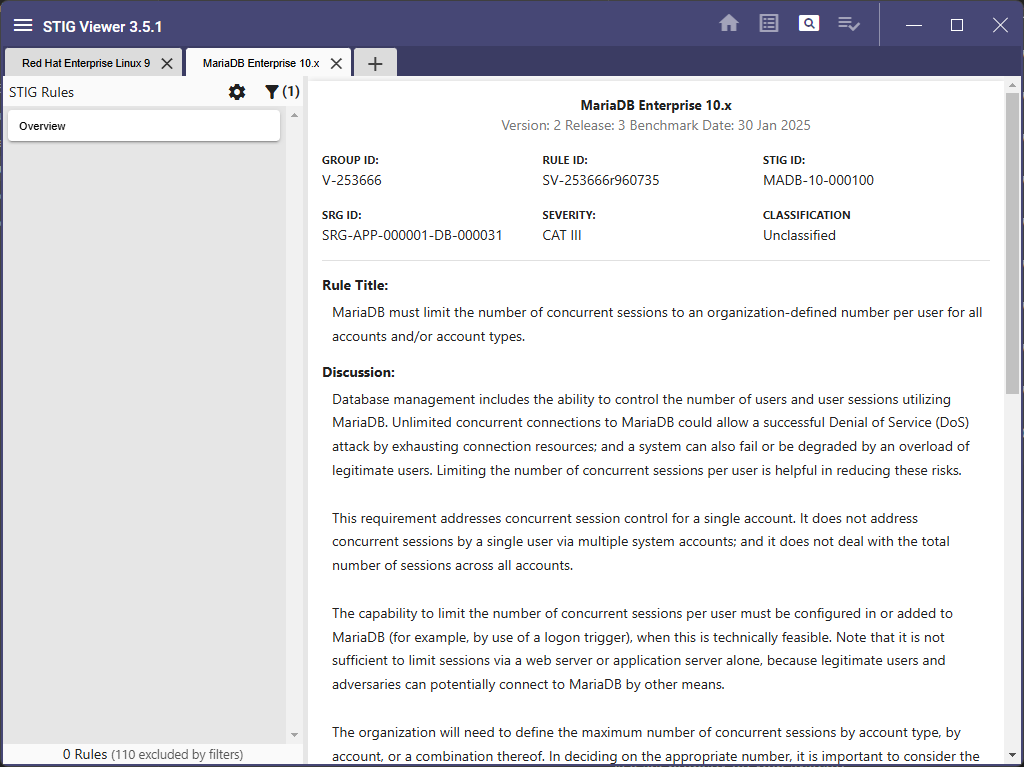 STIG Viewer 3.5.1
Red Hat Enterprise Linux 9
MariaDB Enterprise 10.x
STIG Rules
(1)
Overview
0 Rules (110 excluded by filters)
MariaDB Enterprise 10.x
Version: 2 Release: 3 Benchmark Date: 30 Jan 2025
GROUP ID: RULE ID: STIG ID:
V-253666 SV-253666r960735 MADB-10-000100
SRG ID: SEVERITY: CLASSIFICATION
SRG-APP-000001-DB-000031 CAT III Unclassified
Rule Title:
MariaDB must limit the number of concurrent sessions to an organization-defined number per user for all
accounts and/or account types.
Discussion:
Database management includes the ability to control the number of users and user sessions utilizing
MariaDB. Unlimited concurrent connections to MariaDB could allow a successful Denial of Service (DoS)
attack by exhausting connection resources; and a system can also fail or be degraded by an overload of
legitimate users. Limiting the number of concurrent sessions per user is helpful in reducing these risks.
This requirement addresses concurrent session control for a single account. It does not address
concurrent sessions by a single user via multiple system accounts; and it does not deal with the total
number of sessions across all accounts.
The capability to limit the number of concurrent sessions per user must be configured in or added to
MariaDB (for example, by use of a logon trigger), when this is technically feasible. Note that it is not
sufficient to limit sessions via a web server or application server alone, because legitimate users and
adversaries can potentially connect to MariaDB by other means.
The organization will need to define the maximum number of concurrent sessions by account type, by
account, or a combination thereof. In deciding on the appropriate number, it is important to consider the